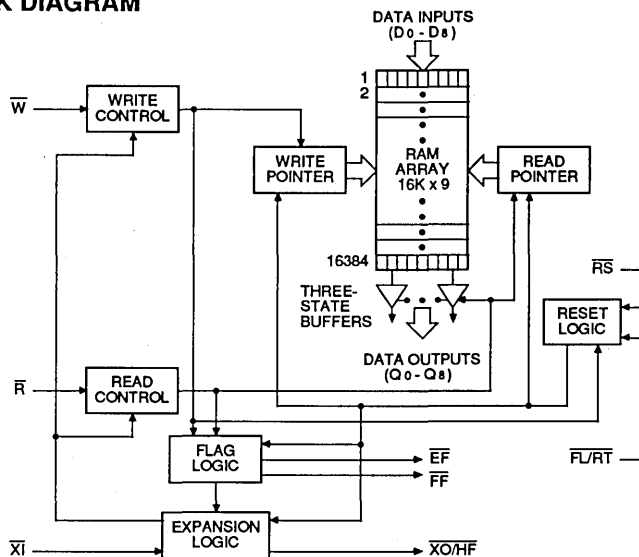 K DIAGRAM
DATA INPUTS
(D0 - D8)
W
WRITE
CONTROL
1
2
WRITE
POINTER
RAM
ARRAY
16K x 9
READ
POINTER
16384
RS
THREE-
STATE
BUFFERS
RESET
LOGIC
DATA OUTPUTS
(Q0 - Q8)
R
READ
CONTROL
FLAG
LOGIC
EF
FF
FL/RT
XI
EXPANSION
LOGIC
XO/HF